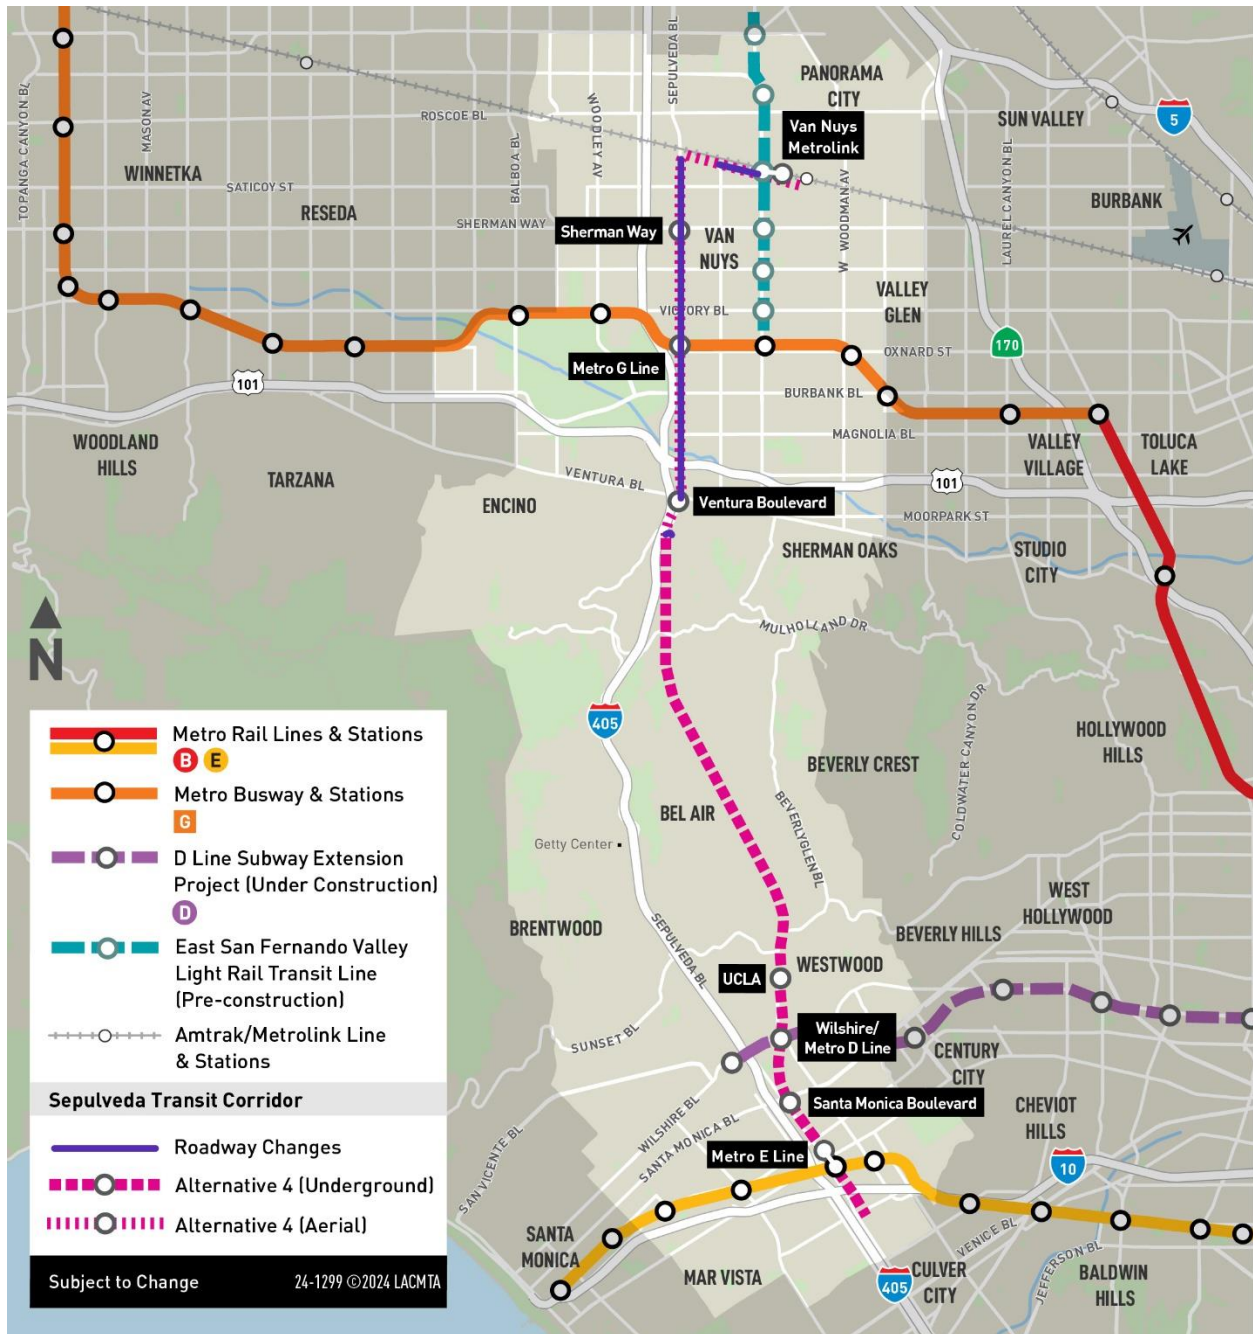 SEPULVEDA BL
PANORAMA
CITY
5
SUN VALLEY
TOPANGA CANYON BL
MASON AV
ROSCOE BL
BALBOA BL
WOODLEY AV
Van Nuys
Metrolink
LAUREL CANYON BL
WINNETKA
SATICOY ST
RESEDA
SHERMAN WAY
Sherman Way
VAN
NUYS
W WOODMAN AV
BURBANK
VALLEY
GLEN
VICTORY BL
OXNARD ST
170
Metro G Line
101
BURBANK BL
MAGNOLIA BL
WOODLAND
HILLS
TARZANA
VENTURA BL
ENCINO
Ventura Boulevard
VALLEY
VILLAGE
TOLUCA
LAKE
101
MOORPARK ST
SHERMAN OAKS
STUDIO
CITY
N
MULHOLLAND DR
405
COLDWATER CANYON DR
HOLLYWOOD
HILLS
BEVERLY CREST
BEL AIR
BEVERLYGLEN BL
Getty Center
BRENTWOOD
SEPULVEDA BL
WEST
HOLLYWOOD
BEVERLY HILLS
UCLA
WESTWOOD
SUNSET BL
Wilshire/
Metro D Line
CENTURY
CITY
WILSHIRE BL
SANTA MONICA BL
Santa Monica Boulevard
CHEVIOT
HILLS
SAN VICENTE BL
Metro E Line
10
SANTA
MONICA
VENICE BL
JEFFERSON BL
MAR VISTA
405
CULVER
CITY
BALDWIN
HILLS
Metro Rail Lines & Stations
B E
Metro Busway & Stations
G
D Line Subway Extension
Project (Under Construction)
D
East San Fernando Valley
Light Rail Transit Line
(Pre-construction)
Amtrak/Metrolink Line
& Stations
Sepulveda Transit Corridor
Roadway Changes
Alternative 4 (Underground)
Alternative 4 (Aerial)
Subject to Change
24-1299 ©2024 LACMTA